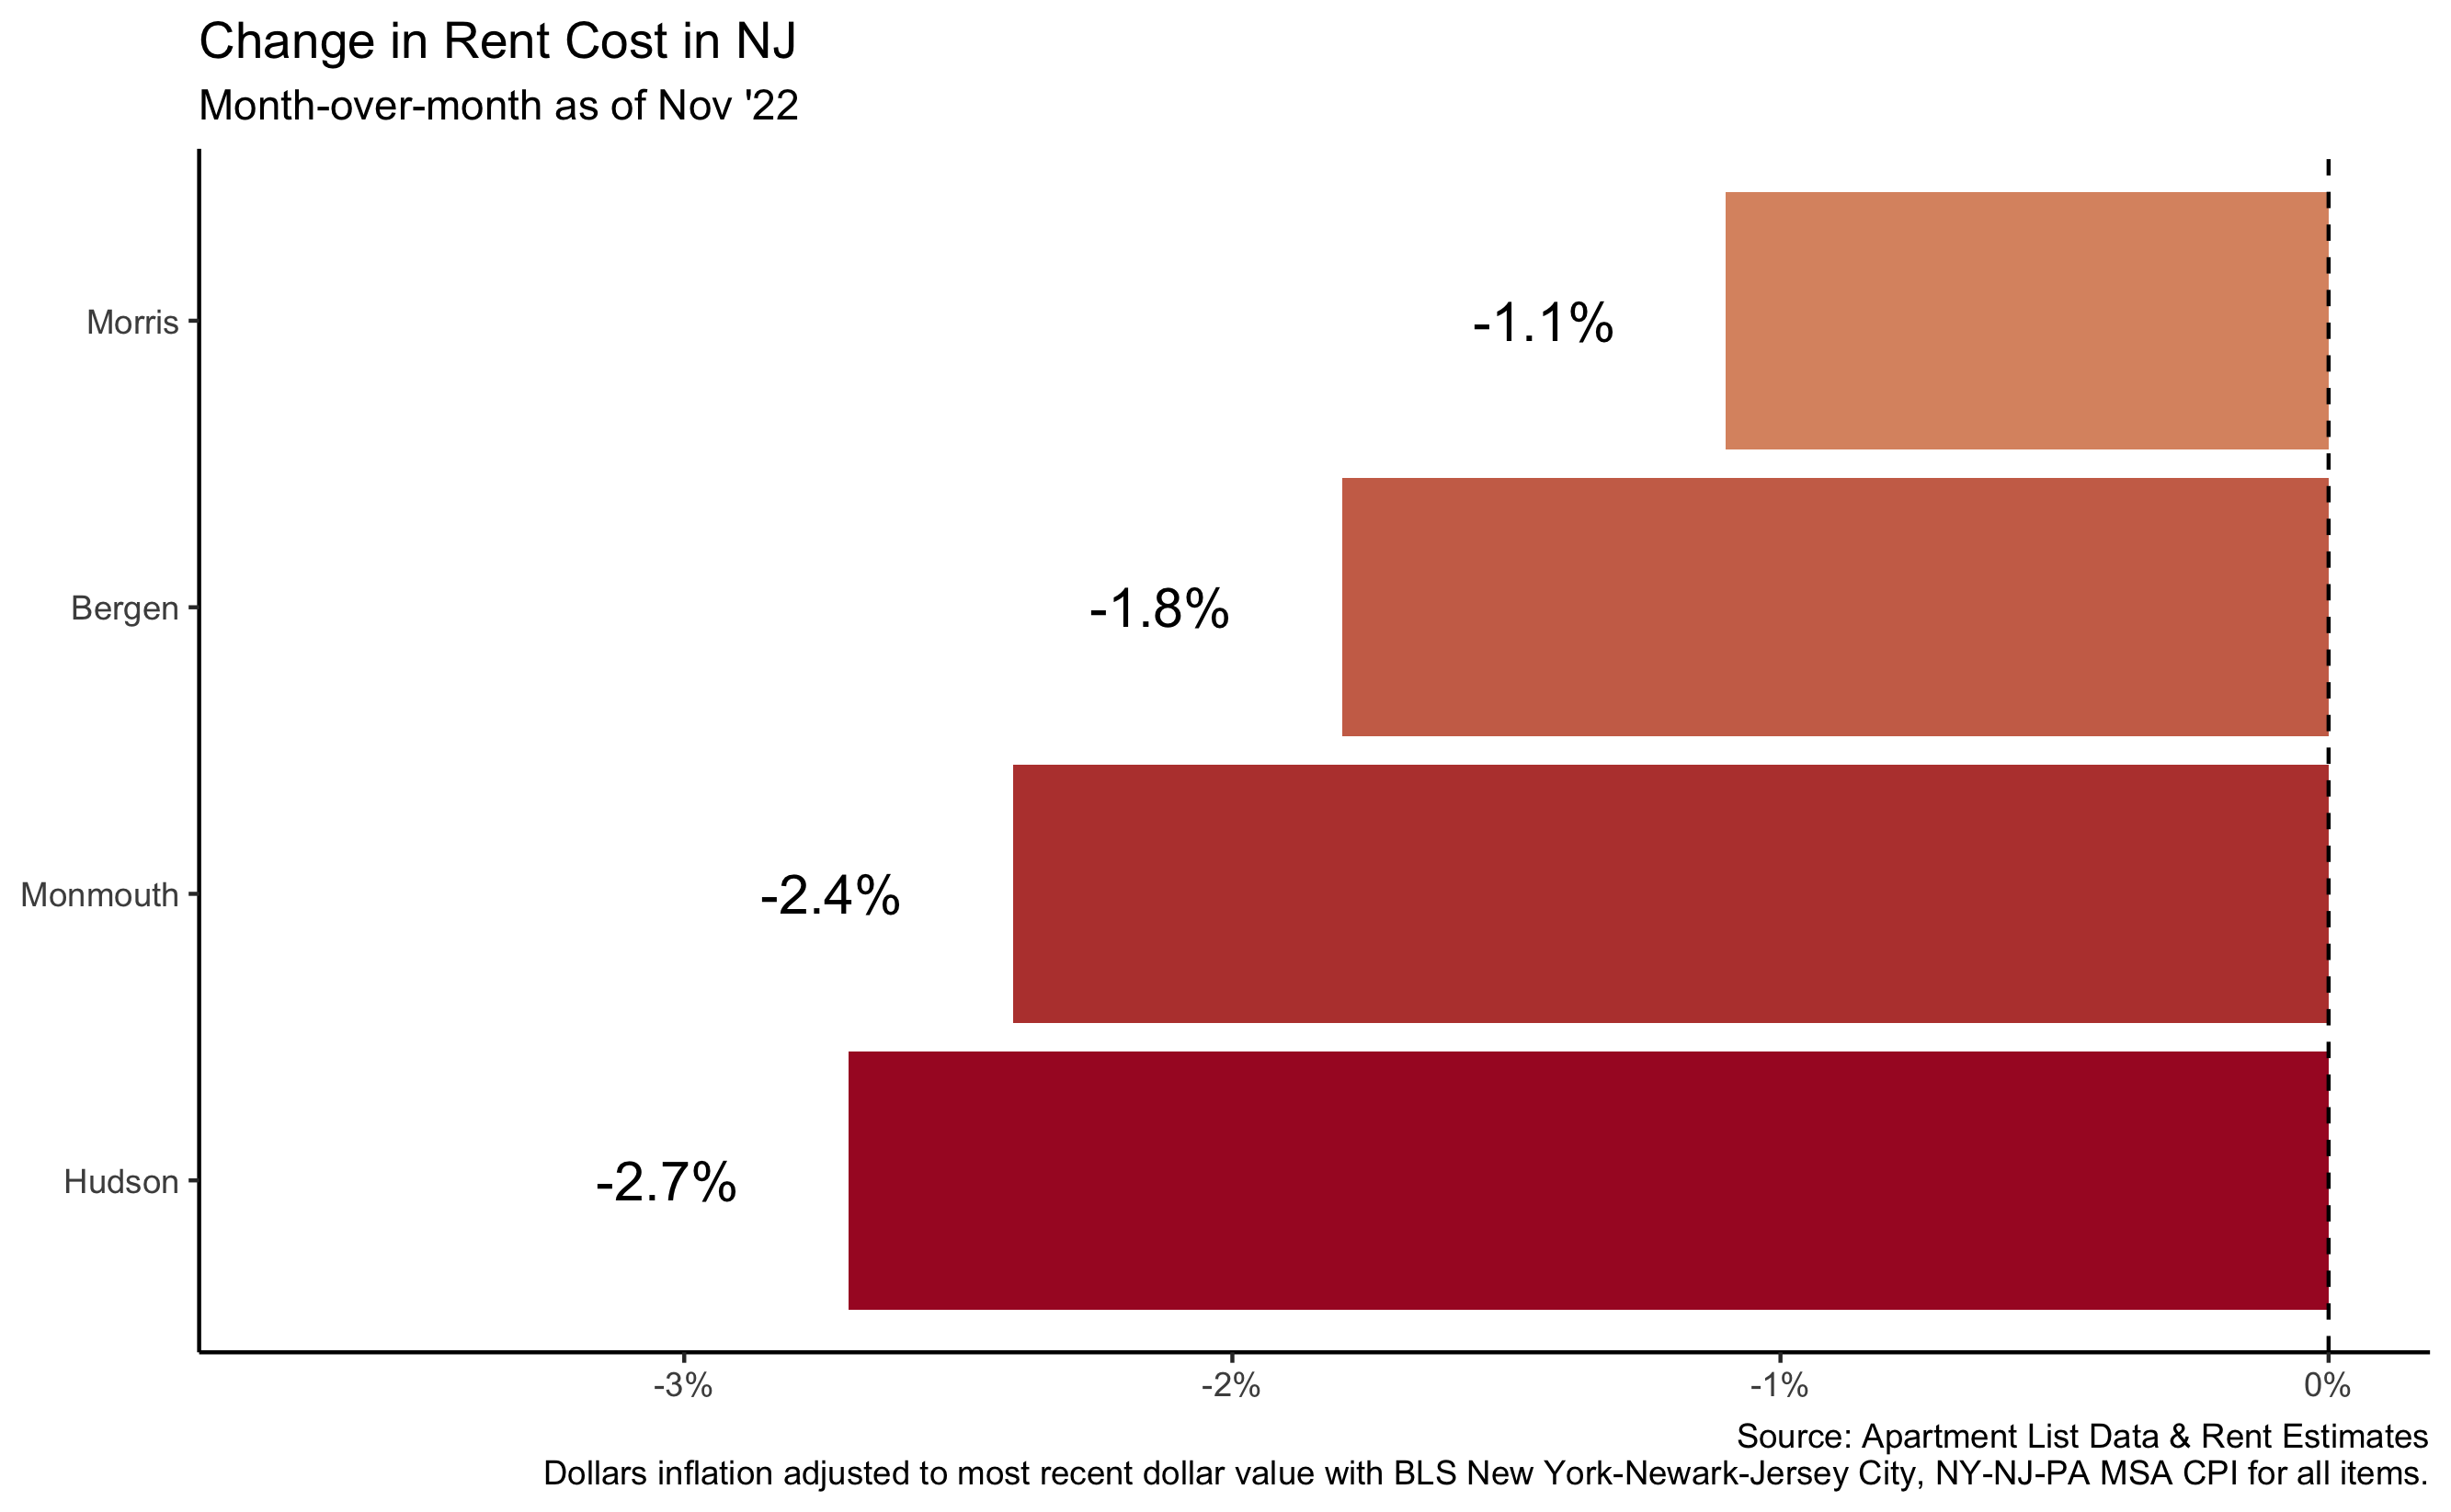 Change in Rent Cost in NJ
Month-over-month as of Nov '22
Morris
-1.1%
Bergen
-1.8%
Monmouth
-2.4%
Hudson
-2.7%
-3%
-2%
-1%
0%
Source: Apartment List Data & Rent Estimates
Dollars inflation adjusted to most recent dollar value with BLS New York-Newark-Jersey City, NY-NJ-PA MSA CPI for all items.